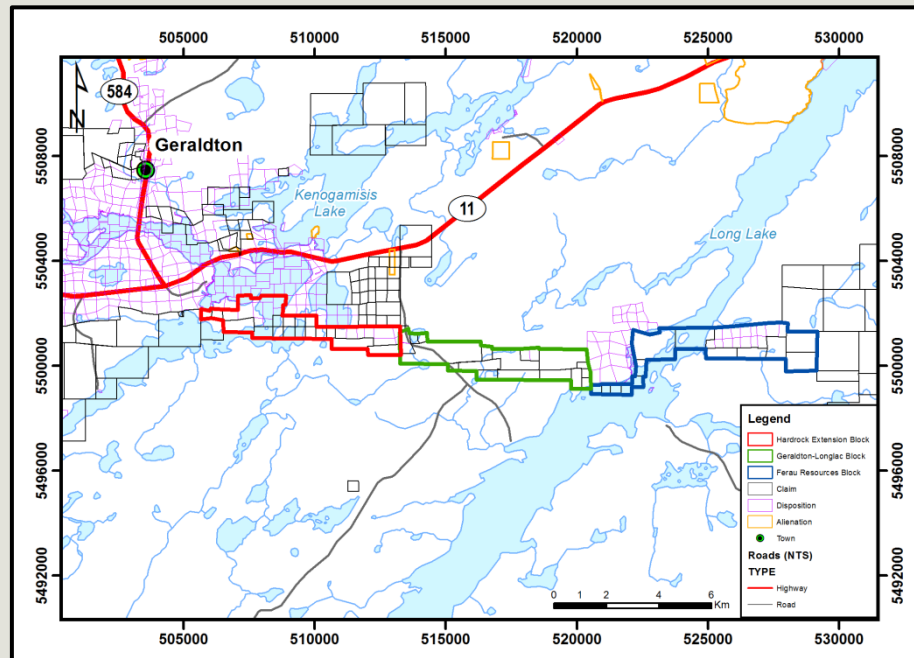 505000 510000 515000 520000 525000 530000
584
N
Geraldton
5508000 5508000
Kenogamisis
Lake
11
Long Lake
5504000 5504000
5500000 5500000
Legend
Hardrock Extension Block
Geraldton-Longlac Block
Ferau Resources Block
Claim
Disposition
Alienation
Town
Roads (NTS)
TYPE
Highway
Road
5496000 5496000
5492000 5492000
0 1 2 4 6
Km
505000 510000 515000 520000 525000 530000